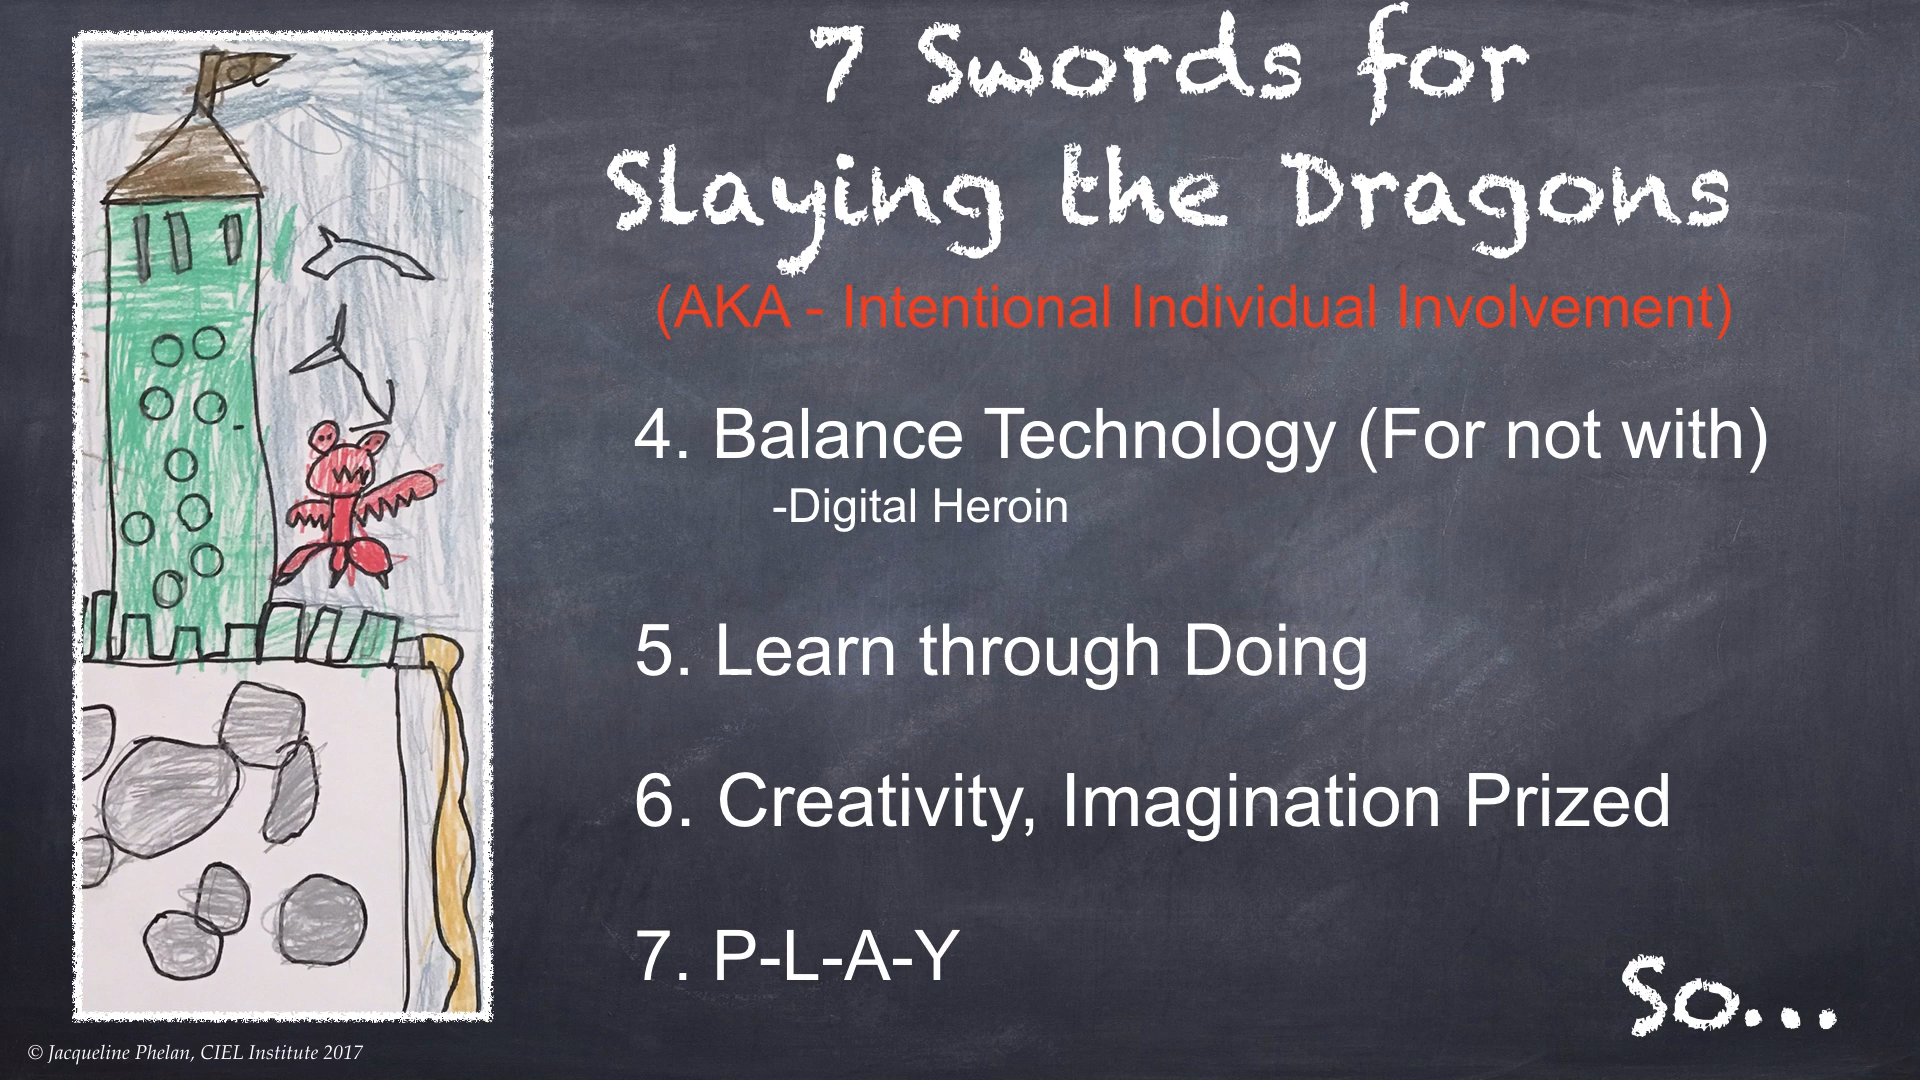 7 Swords for
Slaying the Dragons
(AKA - Intentional Individual Involvement)
4. Balance Technology (For not with)
-Digital Heroin
5. Learn through Doing
6. Creativity, Imagination Prized
7. P-L-A-Y
So...
© Jacqueline Phelan, CIEL Institute 2017